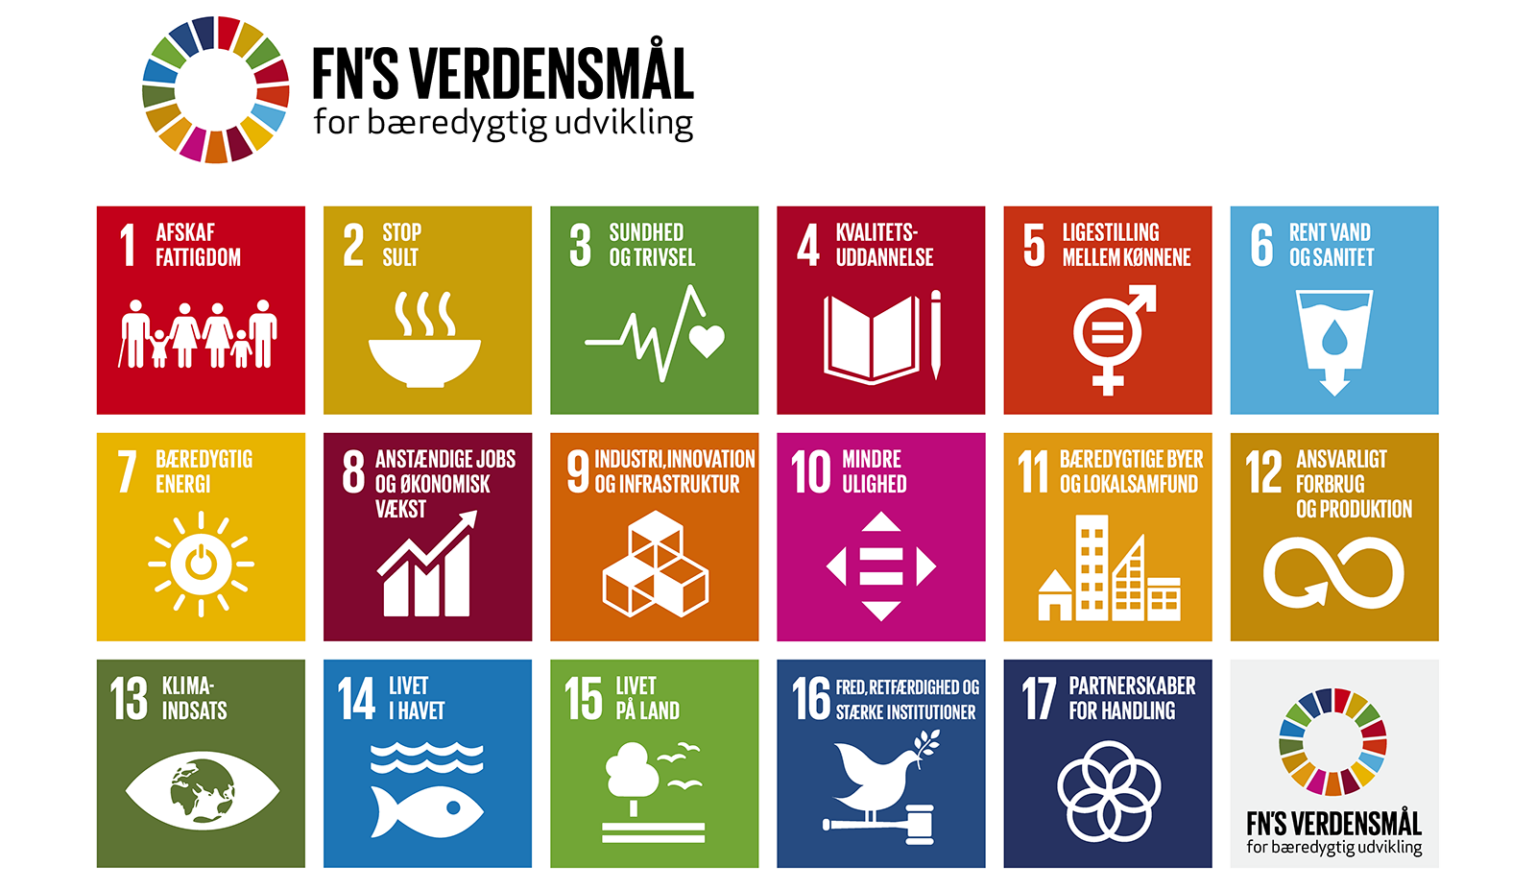 FN'S VERDENSMÅL
for bæredygtig udvikling
1 AFSKAF
FATTIGDOM
2 STOP
SULT
3 SUNDHED
OG TRIVSEL
4 KVALITETS-
UDDANNELSE
5 LIGESTILLING
MELLEM KØNNENE
6 RENT VAND
OG SANITET
7 BÆREDYGTIG
ENERGI
8 ANSTÆNDIGE JOBS
OG ØKONOMISK
VÆKST
9 INDUSTRI, INNOVATION
OG INFRASTRUKTUR
10 MINDRE
ULIGHED
11 BÆREDYGTIGE BYER
OG LOKALSAMFUND
12 ANSVARLIGT
FORBRUG
OG PRODUKTION
13 KLIMA-
INDSATS
14 LIVET
I HAVET
15 LIVET
PÅ LAND
16 FRED, RETFÆRDIGHED OG
STÆRKE INSTITUTIONER
17 PARTNERSKABER
FOR HANDLING
FN'S VERDENSMÅL
for bæredygtig udvikling